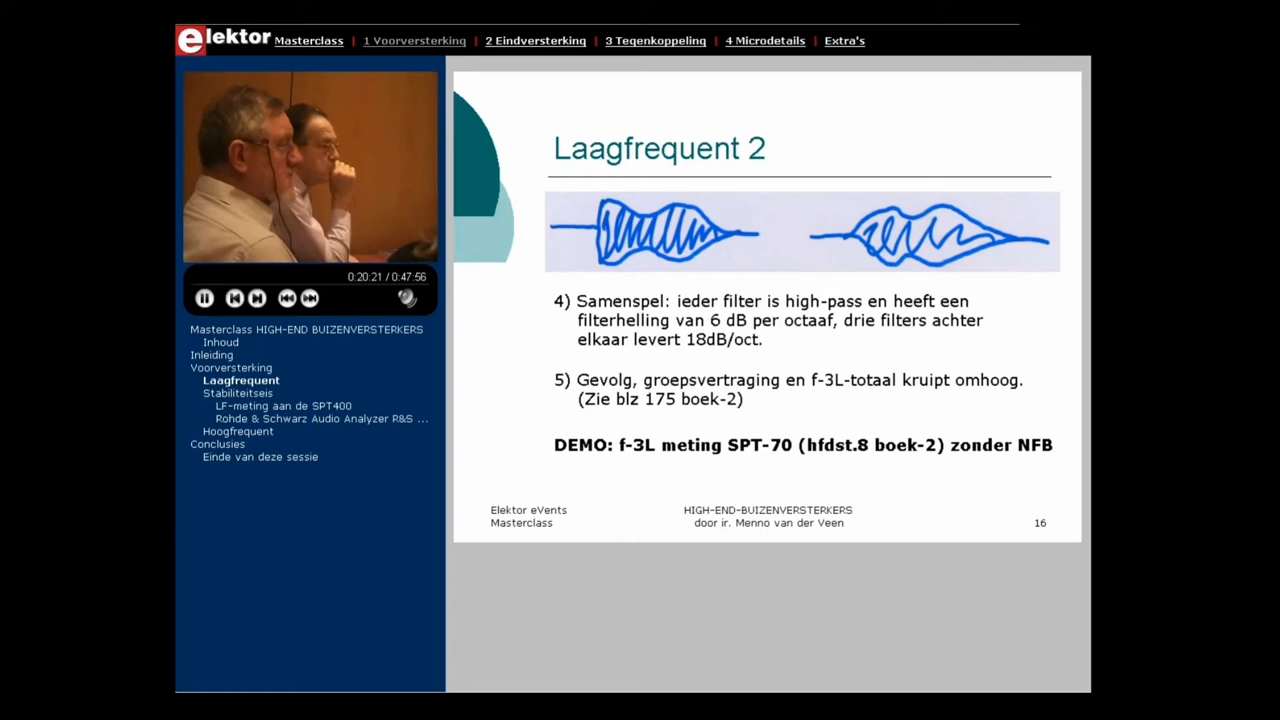 elektor Masterclass | 1 Voorversterking | 2 Eindversterking | 3 Tegenkoppeling | 4 Microdetails | Extra's
0:20:21 / 0:47:56
Masterclass HIGH-END BUIZENVERSTERKERS
Inhoud
Inleiding
Voorversterking
Laagfrequent
Stabiliteitseis
LF-meting aan de SPT400
Rohde & Schwarz Audio Analyzer R&S ...
Hoogfrequent
Conclusies
Einde van deze sessie
Laagfrequent 2
4) Samenspel: ieder filter is high-pass en heeft een
filterhelling van 6 dB per octaaf, drie filters achter
elkaar levert 18dB/oct.
5) Gevolg, groepsvertraging en f-3L-totaal kruipt omhoog.
(Zie blz 175 boek-2)
DEMO: f-3L meting SPT-70 (hfdst.8 boek-2) zonder NFB
Elektor eVents
Masterclass
HIGH-END-BUIZENVERSTERKERS
door ir. Menno van der Veen
16